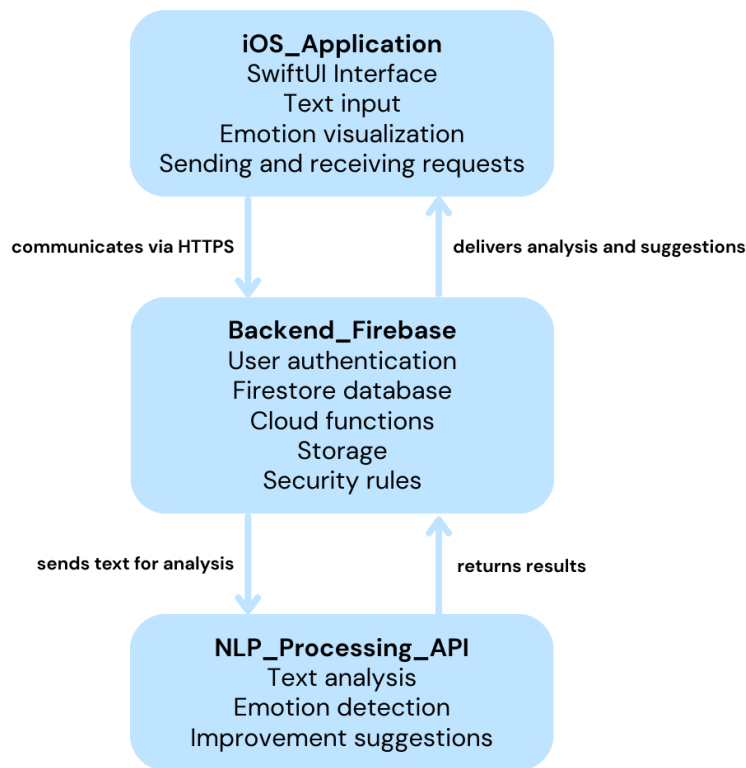 iOS_Application
SwiftUI Interface
Text input
Emotion visualization
Sending and receiving requests
communicates via HTTPS
delivers analysis and suggestions
Backend_Firebase
User authentication
Firestore database
Cloud functions
Storage
Security rules
sends text for analysis
returns results
NLP_Processing_API
Text analysis
Emotion detection
Improvement suggestions